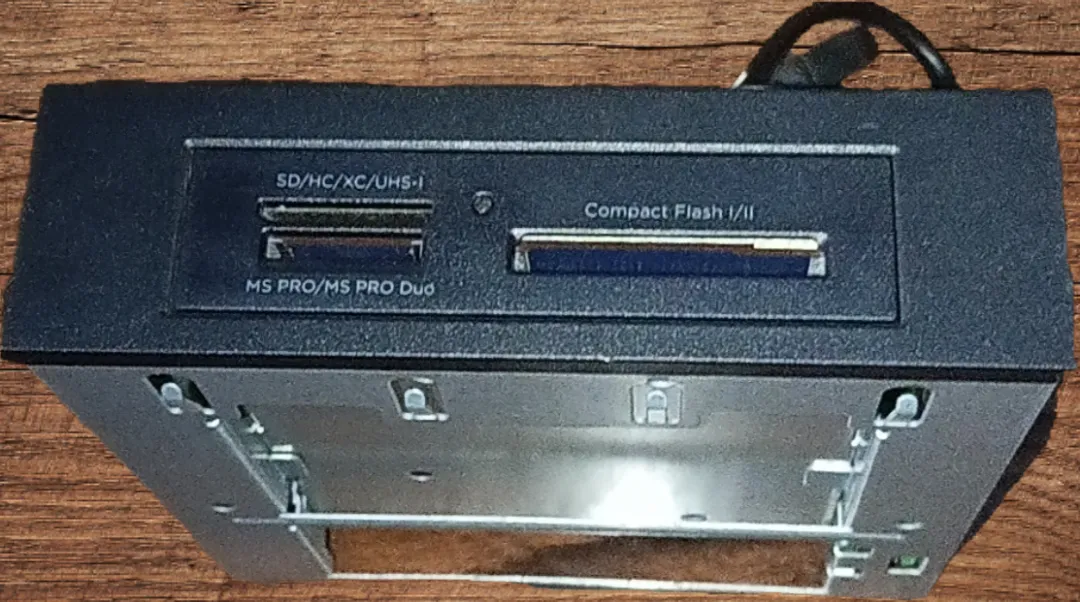 SD/HC/XC/UHS-I
Compact Flash I/II
MS PRO/MS PRO Duo